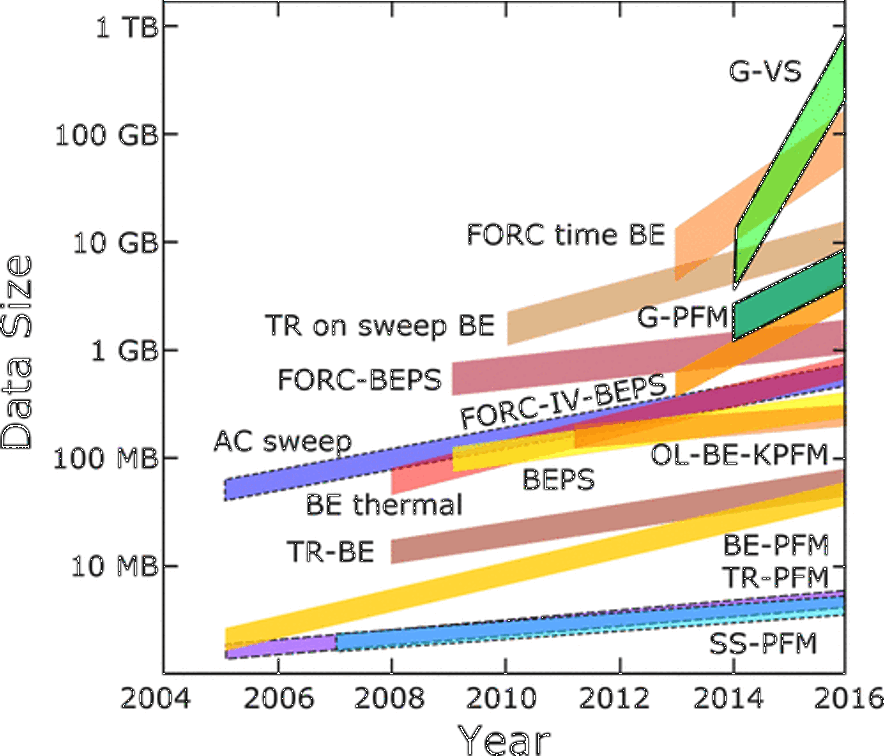 1 TB
G-VS
100 GB
FORC time BE
10 GB
TR on sweep BE
G-PFM
1 GB
FORC-BEPS
FORC-IV-BEPS
AC sweep
100 MB
OL-BE-KPFM
BEPS
BE thermal
TR-BE
BE-PFM
10 MB
TR-PFM
SS-PFM
Data Size
2004 2006 2008 2010 2012 2014 2016
Year